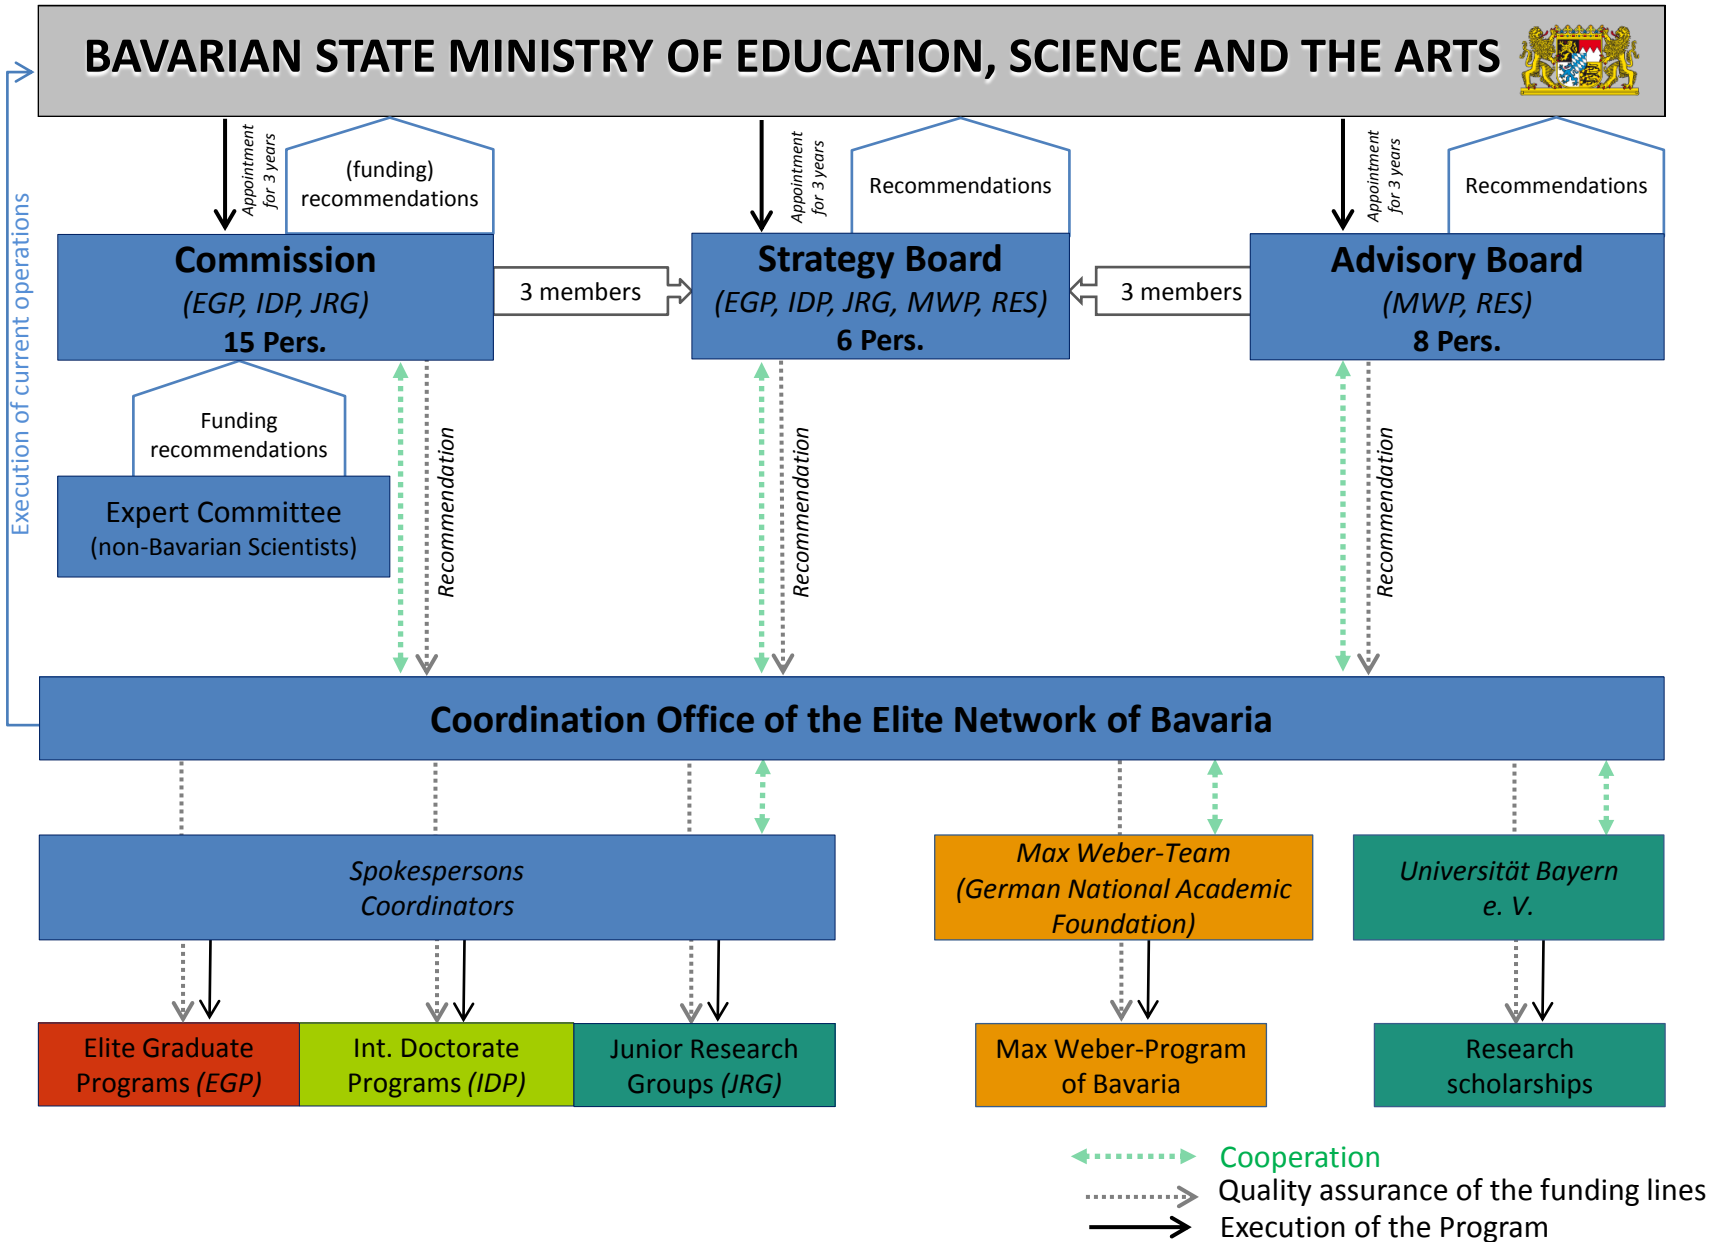 BAVARIAN STATE MINISTRY OF EDUCATION, SCIENCE AND THE ARTS
Execution of current operations
Appointment
for 3 years
(funding)
recommendations
Appointment
for 3 years
Recommendations
Appointment
for 3 years
Recommendations
Commission
(EGP, IDP, JRG)
15 Pers.
3 members
Strategy Board
(EGP, IDP, JRG, MWP, RES)
6 Pers.
3 members
Advisory Board
(MWP, RES)
8 Pers.
Funding
recommendations
Expert Committee
(non-Bavarian Scientists)
Recommendation
Recommendation
Recommendation
Coordination Office of the Elite Network of Bavaria
Spokespersons
Coordinators
Max Weber-Team
(German National Academic
Foundation)
Universität Bayern
e. V.
Elite Graduate
Programs (EGP)
Int. Doctorate
Programs (IDP)
Junior Research
Groups (JRG)
Max Weber-Program
of Bavaria
Research
scholarships
Cooperation
Quality assurance of the funding lines
Execution of the Program